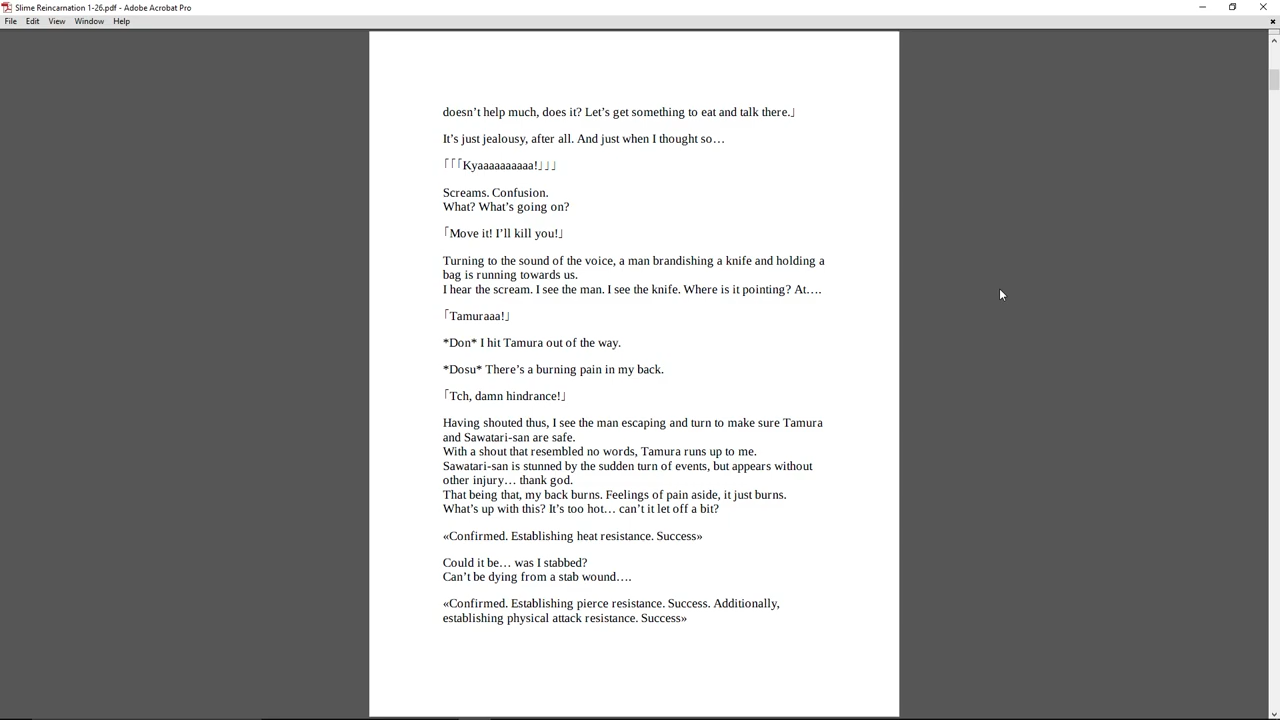 Slime Reincarnation 1-26.pdf - Adobe Acrobat Pro
File Edit View Window Help
doesn't help much, does it? Let's get something to eat and talk there.」
It's just jealousy, after all. And just when I thought so…
「「「Kyaaaaaaaaaa!」」」
Screams. Confusion.
What? What's going on?
「Move it! I'll kill you!」
Turning to the sound of the voice, a man brandishing a knife and holding a
bag is running towards us.
I hear the scream. I see the man. I see the knife. Where is it pointing? At….
「Tamuraaa!」
*Don* I hit Tamura out of the way.
*Dosu* There's a burning pain in my back.
「Tch, damn hindrance!」
Having shouted thus, I see the man escaping and turn to make sure Tamura
and Sawatari-san are safe.
With a shout that resembled no words, Tamura runs up to me.
Sawatari-san is stunned by the sudden turn of events, but appears without
other injury… thank god.
That being that, my back burns. Feelings of pain aside, it just burns.
What's up with this? It's too hot… can't it let off a bit?
«Confirmed. Establishing heat resistance. Success»
Could it be… was I stabbed?
Can't be dying from a stab wound….
«Confirmed. Establishing pierce resistance. Success. Additionally,
establishing physical attack resistance. Success»